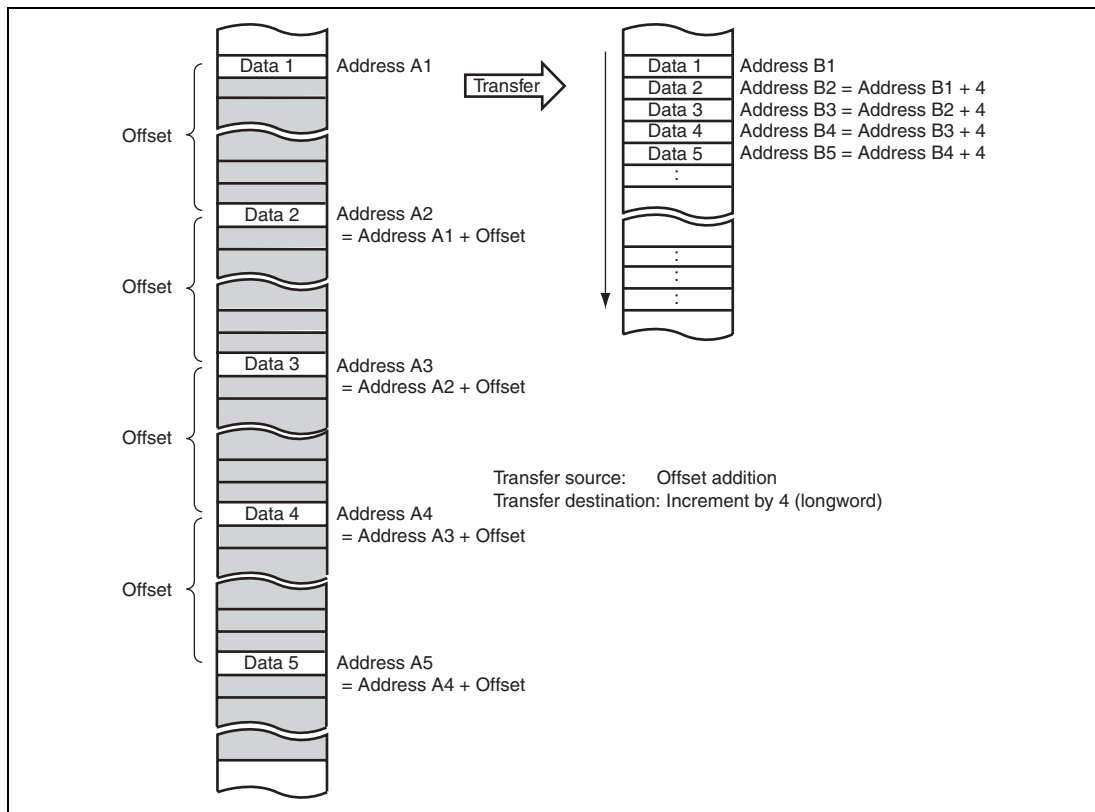 Data 1 Address A1
Offset
Data 2 Address A2
= Address A1 + Offset
Offset
Data 3 Address A3
= Address A2 + Offset
Offset
Data 4 Address A4
= Address A3 + Offset
Offset
Data 5 Address A5
= Address A4 + Offset
Transfer
Data 1 Address B1
Data 2 Address B2 = Address B1 + 4
Data 3 Address B3 = Address B2 + 4
Data 4 Address B4 = Address B3 + 4
Data 5 Address B5 = Address B4 + 4
:
:
:
:
Transfer source: Offset addition
Transfer destination: Increment by 4 (longword)